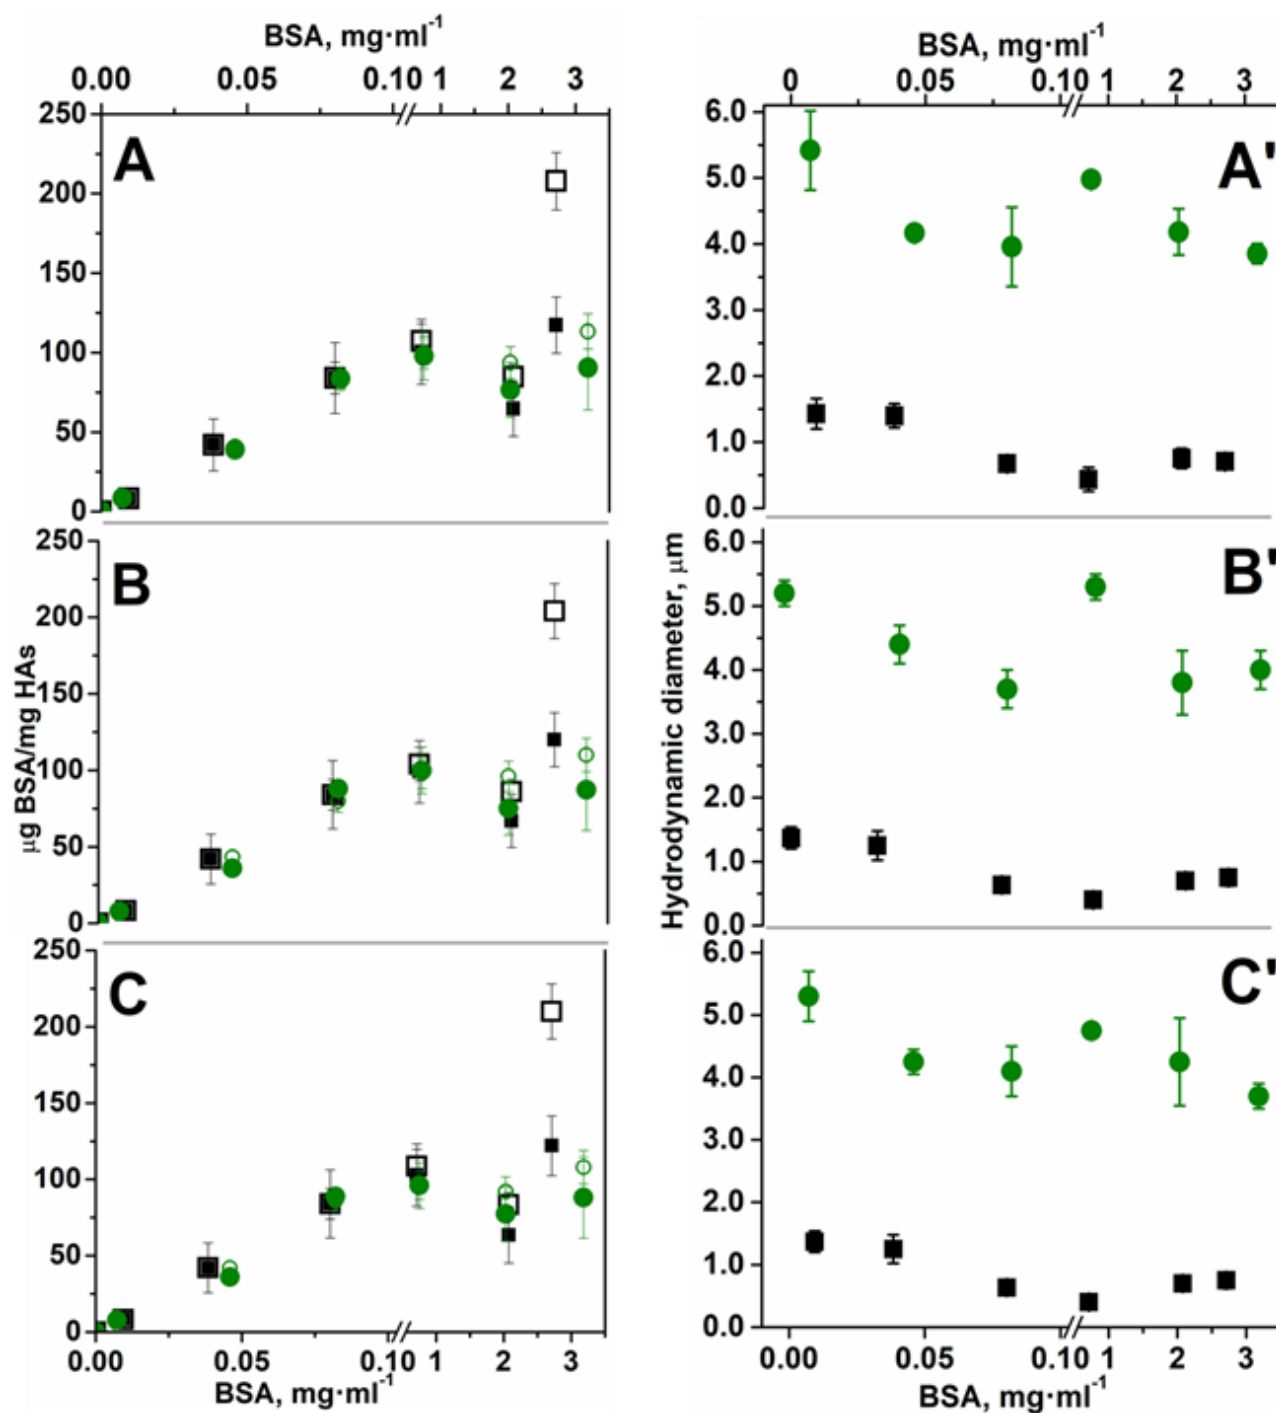 BSA, mg·ml⁻¹
0.00 0.05 0.10 1 2 3
250
200
150
100
50
0
A
BSA, mg·ml⁻¹
0 0.05 0.10 1 2 3
6.0
5.0
4.0
3.0
2.0
1.0
0.0
A'
µg BSA/mg HAs
250
200
150
100
50
0
B
Hydrodynamic diameter, µm
6.0
5.0
4.0
3.0
2.0
1.0
0.0
B'
250
200
150
100
50
0
C
0.00 0.05 0.10 1 2 3
BSA, mg·ml⁻¹
6.0
5.0
4.0
3.0
2.0
1.0
0.0
C'
0.00 0.05 0.10 1 2 3
BSA, mg·ml⁻¹